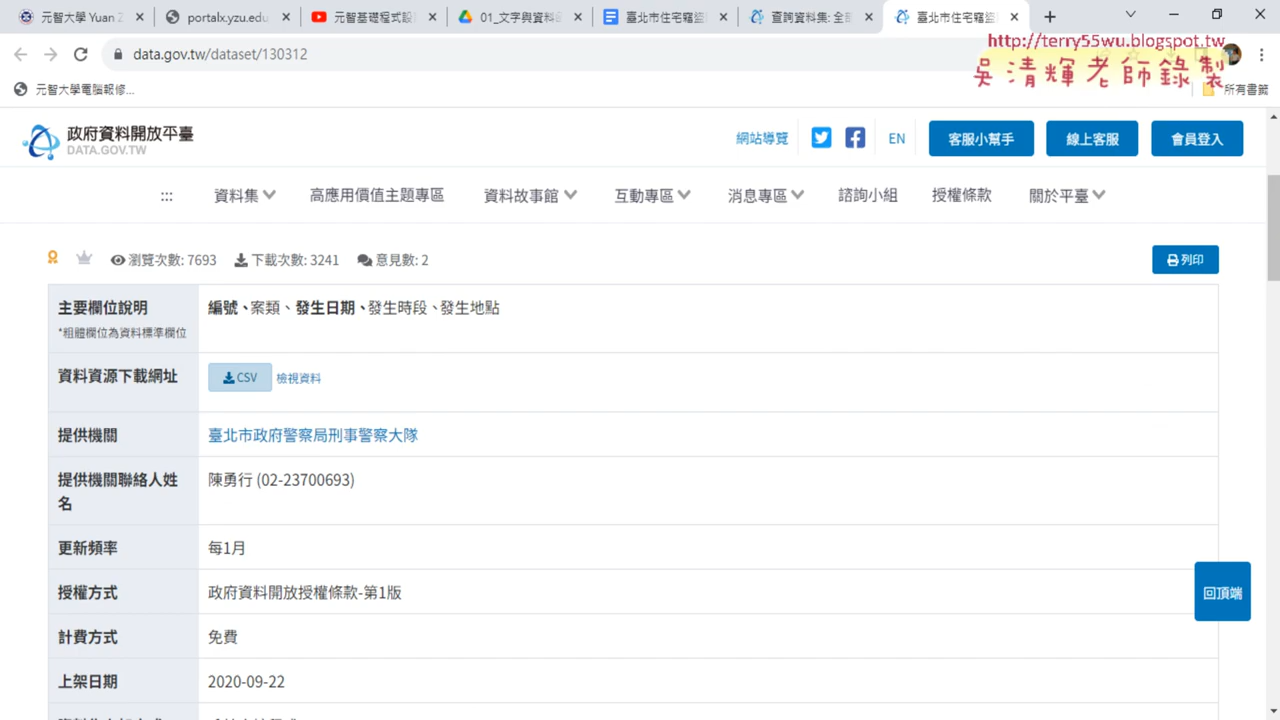 元智大學 Yuan Z
portalx.yzu.edu
元智基礎程式設
01_文字與資料
臺北市住宅竊盜
查詢資料集: 全
臺北市住宅竊盜
data.gov.tw/dataset/130312
http://terry55wu.blogspot.tw
吳清輝老師錄製
元智大學電腦報修...
所有書籤
政府資料開放平臺
DATA.GOV.TW
網站導覽
EN
客服小幫手
線上客服
會員登入
:::
資料集
高應用價值主題專區
資料故事館
互動專區
消息專區
諮詢小組
授權條款
關於平臺
瀏覽次數: 7693
下載次數: 3241
意見數: 2
列印
主要欄位說明
*粗體欄位為資料標準欄位
編號、案類、發生日期、發生時段、發生地點
資料資源下載網址
CSV 檢視資料
提供機關
臺北市政府警察局刑事警察大隊
提供機關聯絡人姓
名
陳勇行 (02-23700693)
更新頻率
每1月
授權方式
政府資料開放授權條款-第1版
計費方式
免費
上架日期
2020-09-22
回頂端